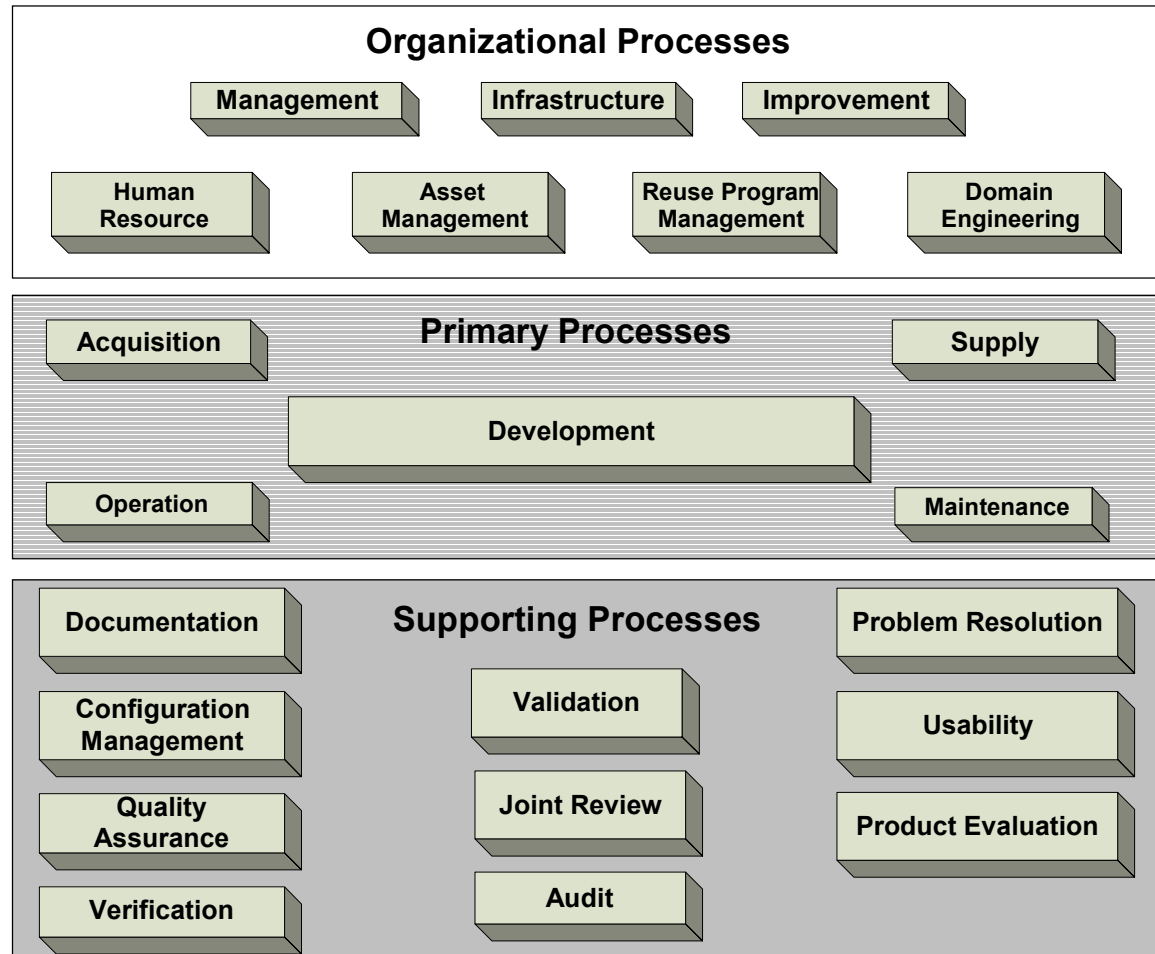 Organizational Processes
Management
Infrastructure
Improvement
Human
Resource
Asset
Management
Reuse Program
Management
Domain
Engineering
Primary Processes
Acquisition
Supply
Development
Operation
Maintenance
Supporting Processes
Documentation
Configuration
Management
Quality
Assurance
Verification
Validation
Joint Review
Audit
Problem Resolution
Usability
Product Evaluation